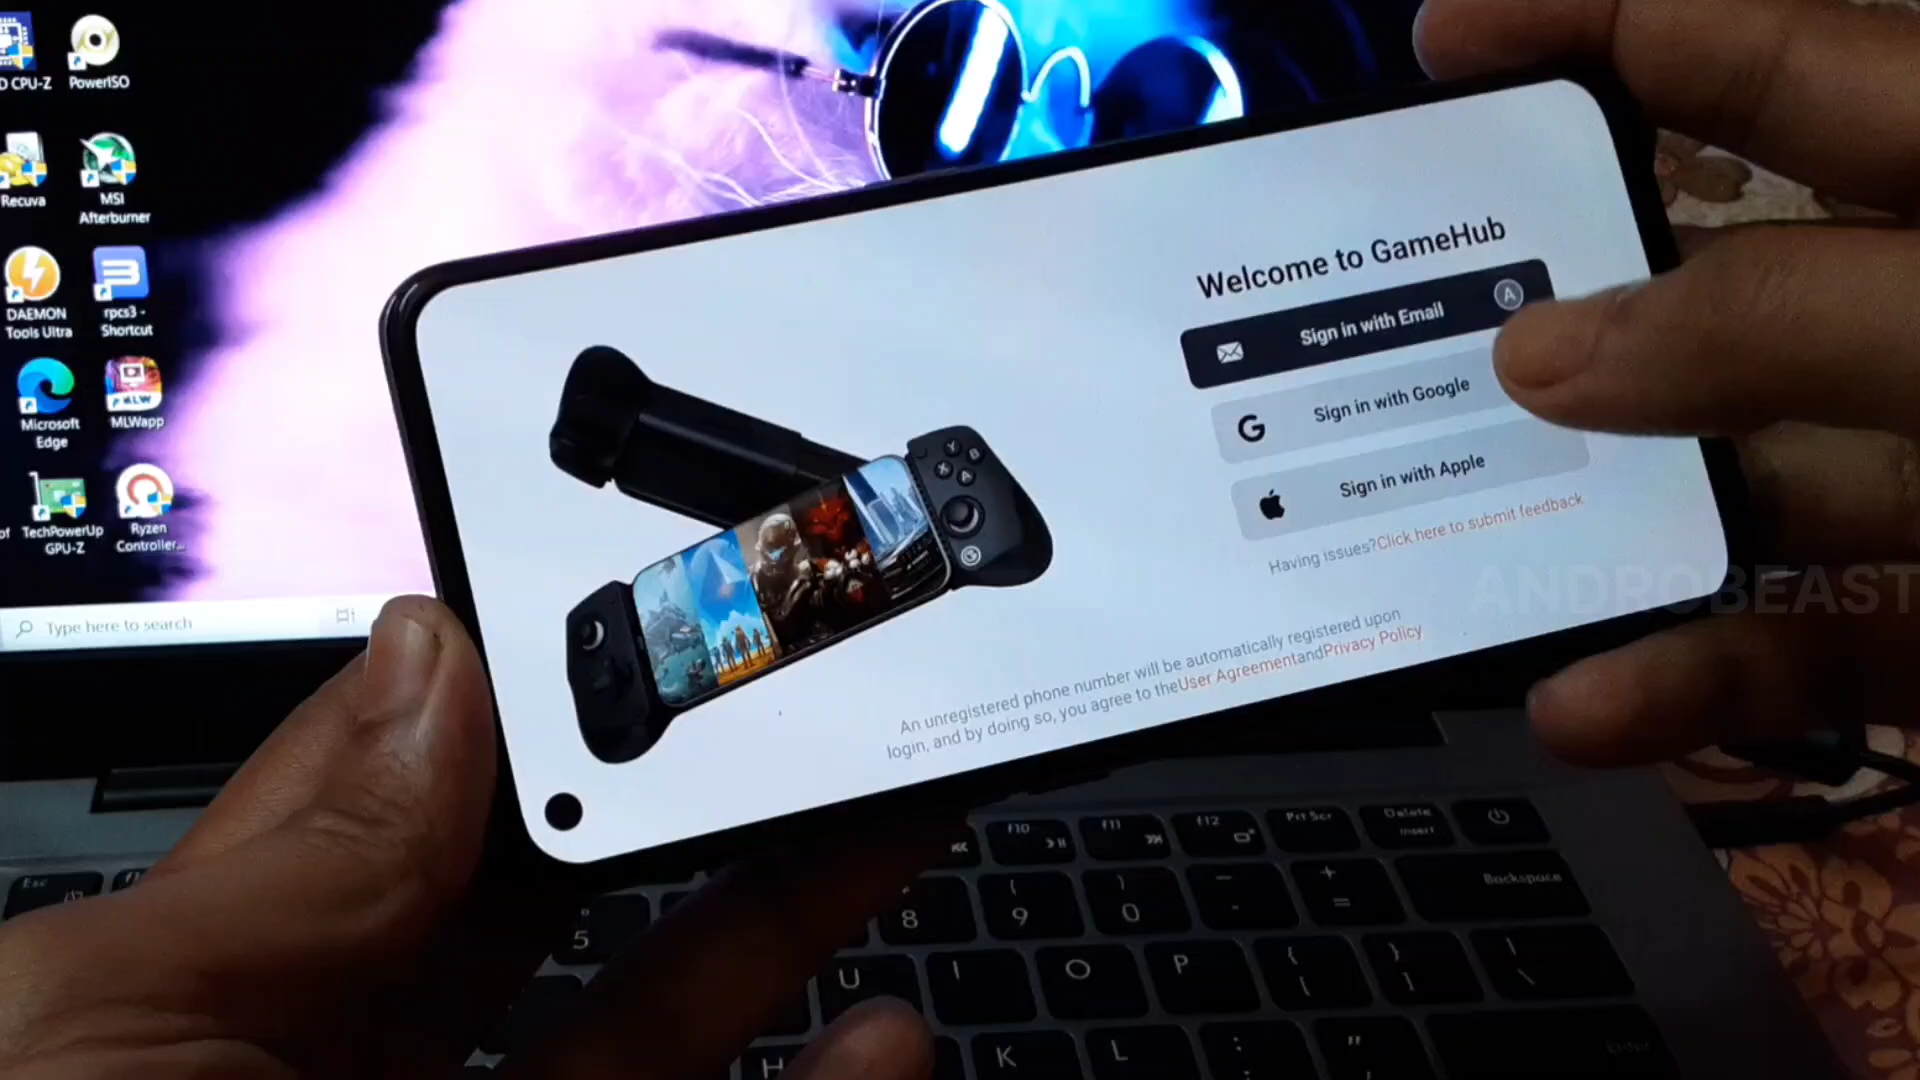 D CPU-Z
PowerISO
Recuva
MSI
Afterburner
DAEMON
Tools Ultra
rpcs3 -
Shortcut
Microsoft
Edge
MLW
MLWapp
of
TechPowerUp
GPU-Z
Ryzen
Controller...
Type here to search
Welcome to GameHub
Sign in with Email
A
G
Sign in with Google
Sign in with Apple
Having issues?Click here to submit feedback
An unregistered phone number will be automatically registered upon
login, and by doing so, you agree to theUser AgreementandPrivacy Policy
Y
B
X
A
ANDROBEAST
Esc
f10
f11
f12
Prt Scr
Delete
Insert
5
8
(
9
)
0
-
+
=
Backspace
U
I
O
P
{
[
}
]
|
\
H
K
L
:
;
"
'
Enter